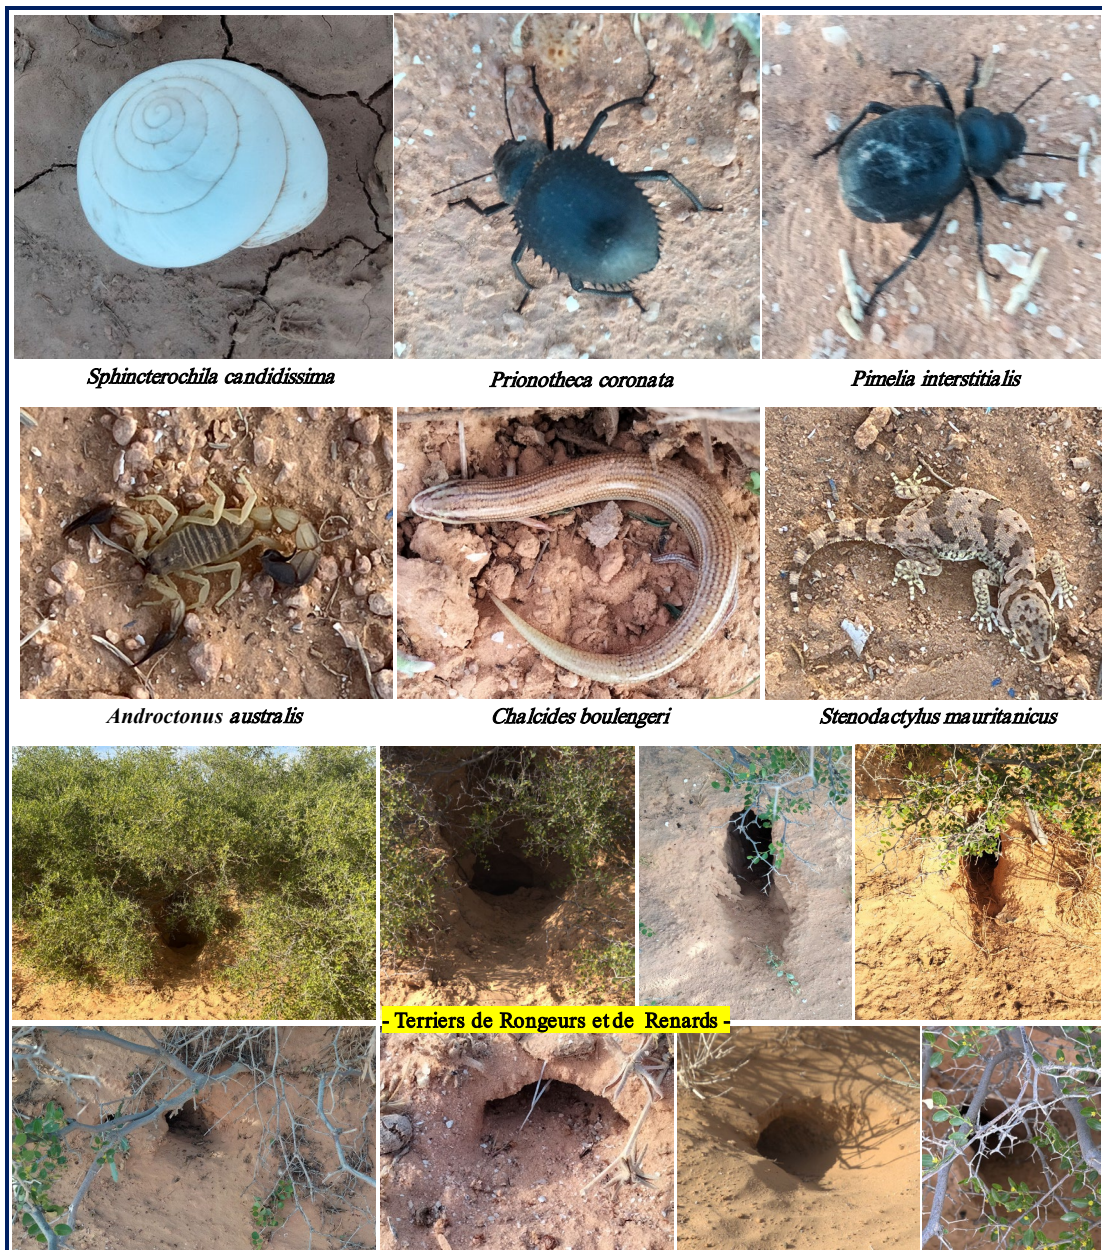 Sphincterochila candidissima
Prionotheca coronata
Pimelia interstitialis
Androctonus australis
Chalcides boulengeri
Stenodactylus mauritanicus
- Terriers de Rongeurs et de Renards -